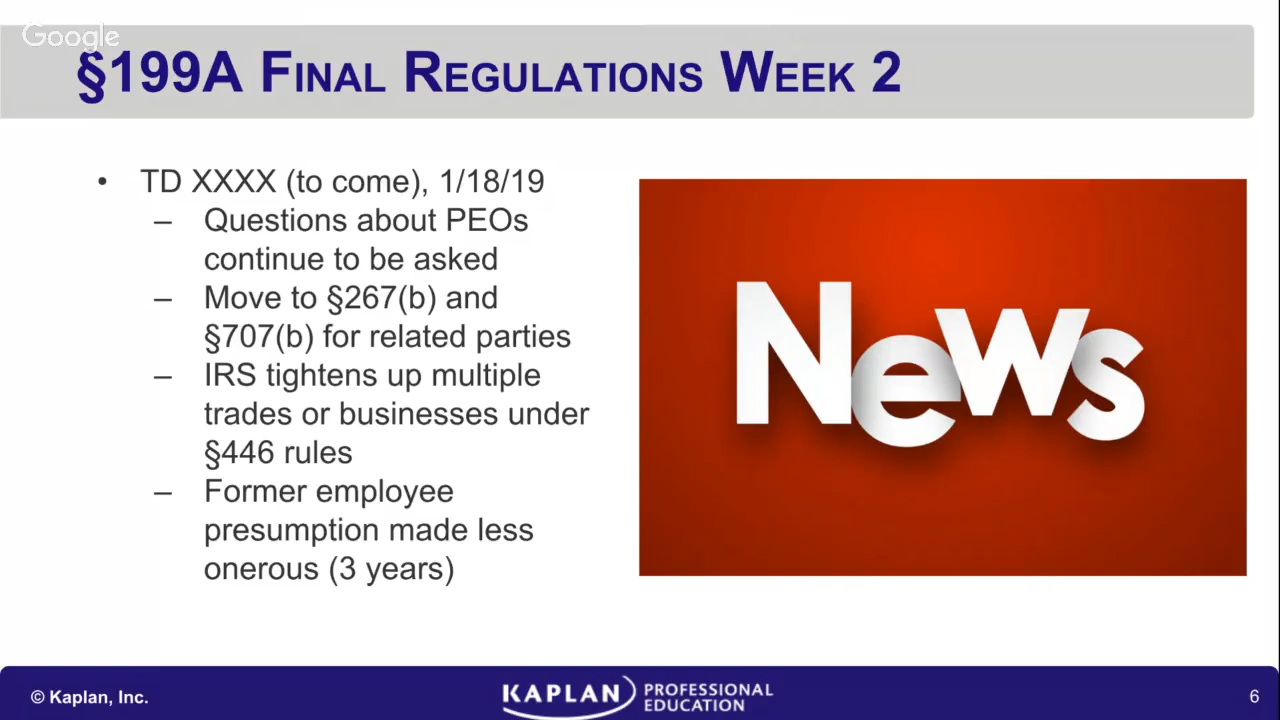 Google
§199A FINAL REGULATIONS WEEK 2
• TD XXXX (to come), 1/18/19
– Questions about PEOs
continue to be asked
– Move to §267(b) and
§707(b) for related parties
– IRS tightens up multiple
trades or businesses under
§446 rules
– Former employee
presumption made less
onerous (3 years)
News
© Kaplan, Inc.
KAPLAN PROFESSIONAL
EDUCATION
6